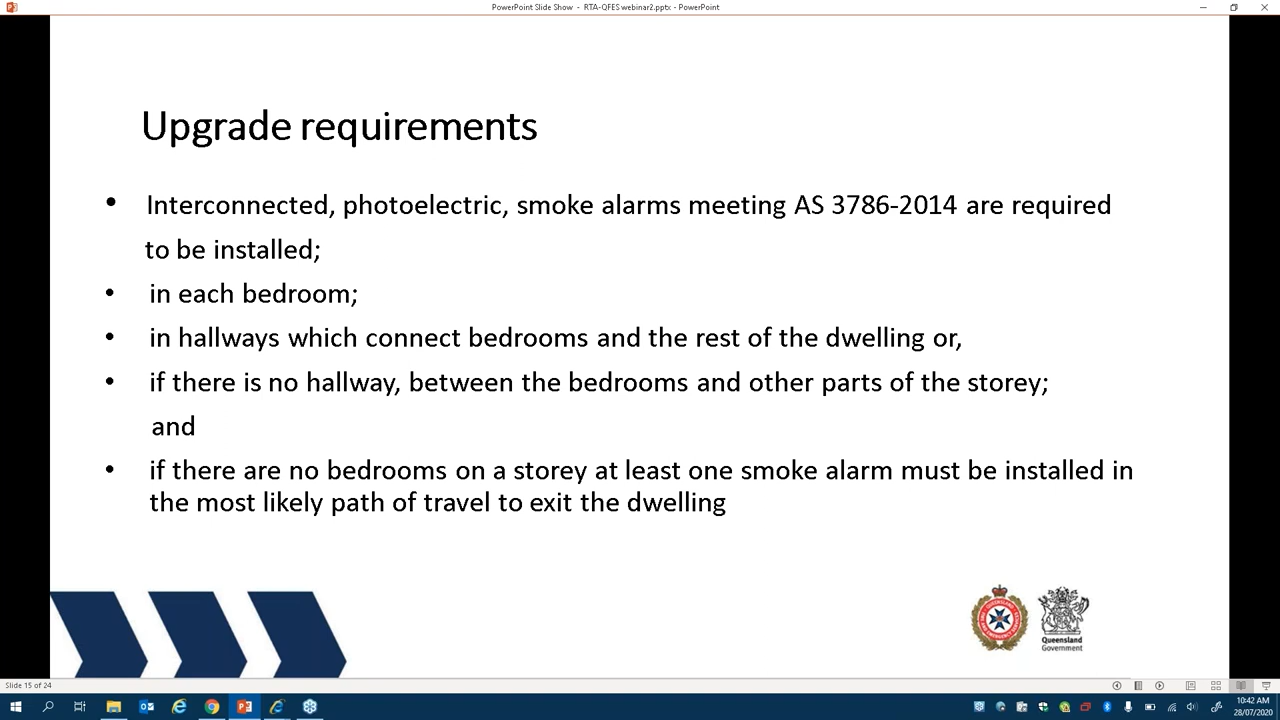 PowerPoint Slide Show - RTA-QFES webinar2.pptx - PowerPoint
Upgrade requirements
• Interconnected, photoelectric, smoke alarms meeting AS 3786-2014 are required
to be installed;
• in each bedroom;
• in hallways which connect bedrooms and the rest of the dwelling or,
• if there is no hallway, between the bedrooms and other parts of the storey;
and
• if there are no bedrooms on a storey at least one smoke alarm must be installed in
the most likely path of travel to exit the dwelling
Queensland
Government
Slide 15 of 24
10:42 AM
28/07/2020